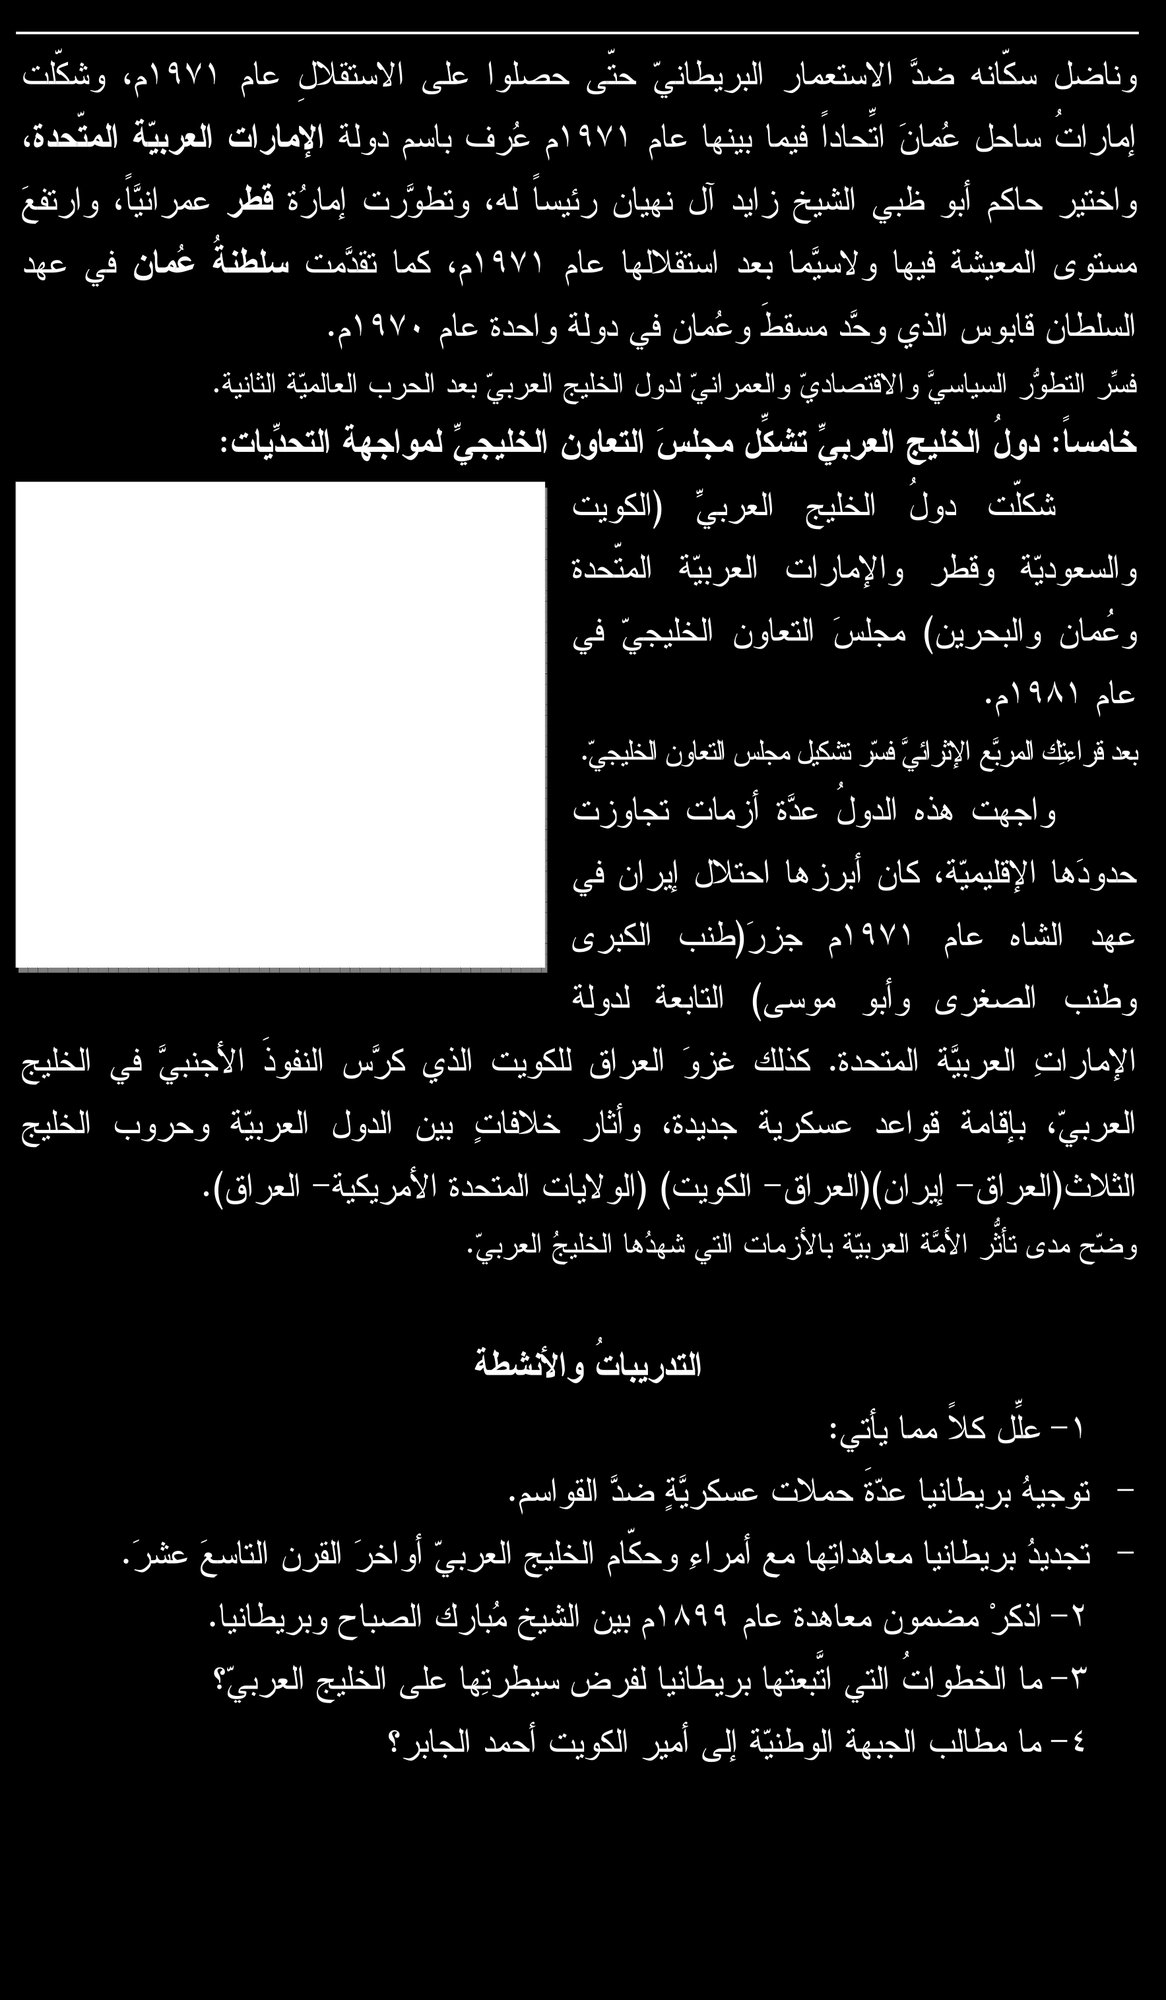 وناضل سكّانه ضدَّ الاستعمار البريطانيّ حتّى حصلوا على الاستقلالِ عام ١٩٧١م، وشكّلت
إماراتُ ساحل عُمانَ اتِّحاداً فيما بينها عام ١٩٧١م عُرف باسم دولة الإمارات العربيّة المتّحدة،
واختير حاكم أبو ظبي الشيخ زايد آل نهيان رئيساً له، وتطوَّرت إمارُة قطر عمرانيَّاً، وارتفعَ
مستوى المعيشة فيها ولاسيَّما بعد استقلالها عام ١٩٧١م، كما تقدَّمت سلطنةُ عُمان في عهد
السلطان قابوس الذي وحَّد مسقطَ وعُمان في دولة واحدة عام ١٩٧٠م.
فسِّر التطوُّر السياسيَّ والاقتصاديّ والعمرانيّ لدول الخليج العربيّ بعد الحرب العالميّة الثانية.
خامساً: دولُ الخليج العربيِّ تشكِّل مجلسَ التعاون الخليجيِّ لمواجهة التحدِّيات:
شكلّت دولُ الخليج العربيِّ (الكويت
والسعوديّة وقطر والإمارات العربيّة المتّحدة
وعُمان والبحرين) مجلسَ التعاون الخليجيّ في
عام ١٩٨١م.
بعد قراءتِك المربَّع الإثرائيَّ فسّر تشكيل مجلس التعاون الخليجيّ.
واجهت هذه الدولُ عدَّة أزمات تجاوزت
حدودَها الإقليميّة، كان أبرزها احتلال إيران في
عهد الشاه عام ١٩٧١م جزرَ(طنب الكبرى
وطنب الصغرى وأبو موسى) التابعة لدولة
الإماراتِ العربيَّة المتحدة. كذلك غزوَ العراق للكويت الذي كرَّس النفوذَ الأجنبيَّ في الخليج
العربيّ، بإقامة قواعد عسكرية جديدة، وأثار خلافاتٍ بين الدول العربيّة وحروب الخليج
الثلاث(العراق- إيران)(العراق- الكويت) (الولايات المتحدة الأمريكية- العراق).
وضّح مدى تأثُّر الأمَّة العربيّة بالأزمات التي شهدُها الخليجُ العربيّ.
التدريباتُ والأنشطة
١- علِّل كلاً مما يأتي:
- توجيهُ بريطانيا عدّةَ حملات عسكريَّةٍ ضدَّ القواسم.
- تجديدُ بريطانيا معاهداتِها مع أمراءِ وحكّام الخليج العربيّ أواخرَ القرن التاسعَ عشرَ.
٢- اذكرْ مضمون معاهدة عام ١٨٩٩م بين الشيخ مُبارك الصباح وبريطانيا.
٣- ما الخطواتُ التي اتَّبعتها بريطانيا لفرض سيطرتِها على الخليج العربيّ؟
٤- ما مطالب الجبهة الوطنيّة إلى أمير الكويت أحمد الجابر؟